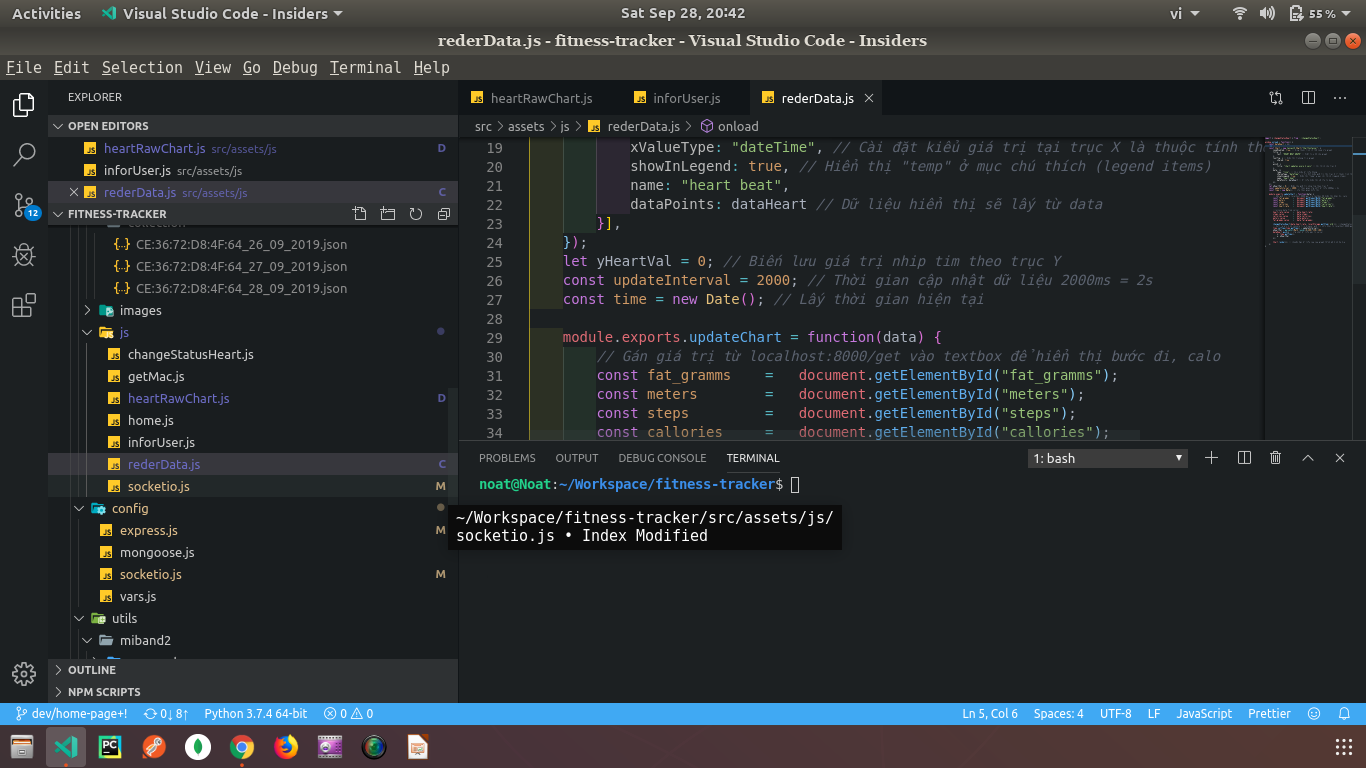 Activities
Visual Studio Code - Insiders
Sat Sep 28, 20:42
vi
55 %
rederData.js - fitness-tracker - Visual Studio Code - Insiders
File Edit Selection View Go Debug Terminal Help
EXPLORER
OPEN EDITORS
heartRawChart.js src/assets/js D
inforUser.js src/assets/js
rederData.js src/assets/js C
FITNESS-TRACKER
collection
{..} CE:36:72:D8:4F:64_26_09_2019.json
{..} CE:36:72:D8:4F:64_27_09_2019.json
{..} CE:36:72:D8:4F:64_28_09_2019.json
images
js
changeStatusHeart.js
getMac.js
heartRawChart.js D
home.js
inforUser.js
rederData.js C
socketio.js M
config
express.js M
mongoose.js
socketio.js M
vars.js
utils
miband2
OUTLINE
NPM SCRIPTS
12
heartRawChart.js
inforUser.js
rederData.js
src > assets > js > rederData.js > onload
19 xValueType: "dateTime", // Cài đặt kiểu giá trị tại trục X là thuộc tính thờ
20 showInLegend: true, // Hiển thị "temp" ở mục chú thích (legend items)
21 name: "heart beat",
22 dataPoints: dataHeart // Dữ liệu hiển thị sẽ lấy từ data
23 }],
24 });
25 let yHeartVal = 0; // Biến lưu giá trị nhip tim theo trục Y
26 const updateInterval = 2000; // Thời gian cập nhật dữ liệu 2000ms = 2s
27 const time = new Date(); // Lấy thời gian hiện tại
28
29 module.exports.updateChart = function(data) {
30 // Gán giá trị từ localhost:8000/get vào textbox để hiển thị bước đi, calo
31 const fat_gramms = document.getElementById("fat_gramms");
32 const meters = document.getElementById("meters");
33 const steps = document.getElementById("steps");
34 const callories = document.getElementById("callories");
PROBLEMS OUTPUT DEBUG CONSOLE TERMINAL
1: bash
noat@Noat:~/Workspace/fitness-tracker$
~/Workspace/fitness-tracker/src/assets/js/
socketio.js • Index Modified
dev/home-page+! 0↓ 8↑ Python 3.7.4 64-bit 0 0
Ln 5, Col 6 Spaces: 4 UTF-8 LF JavaScript Prettier